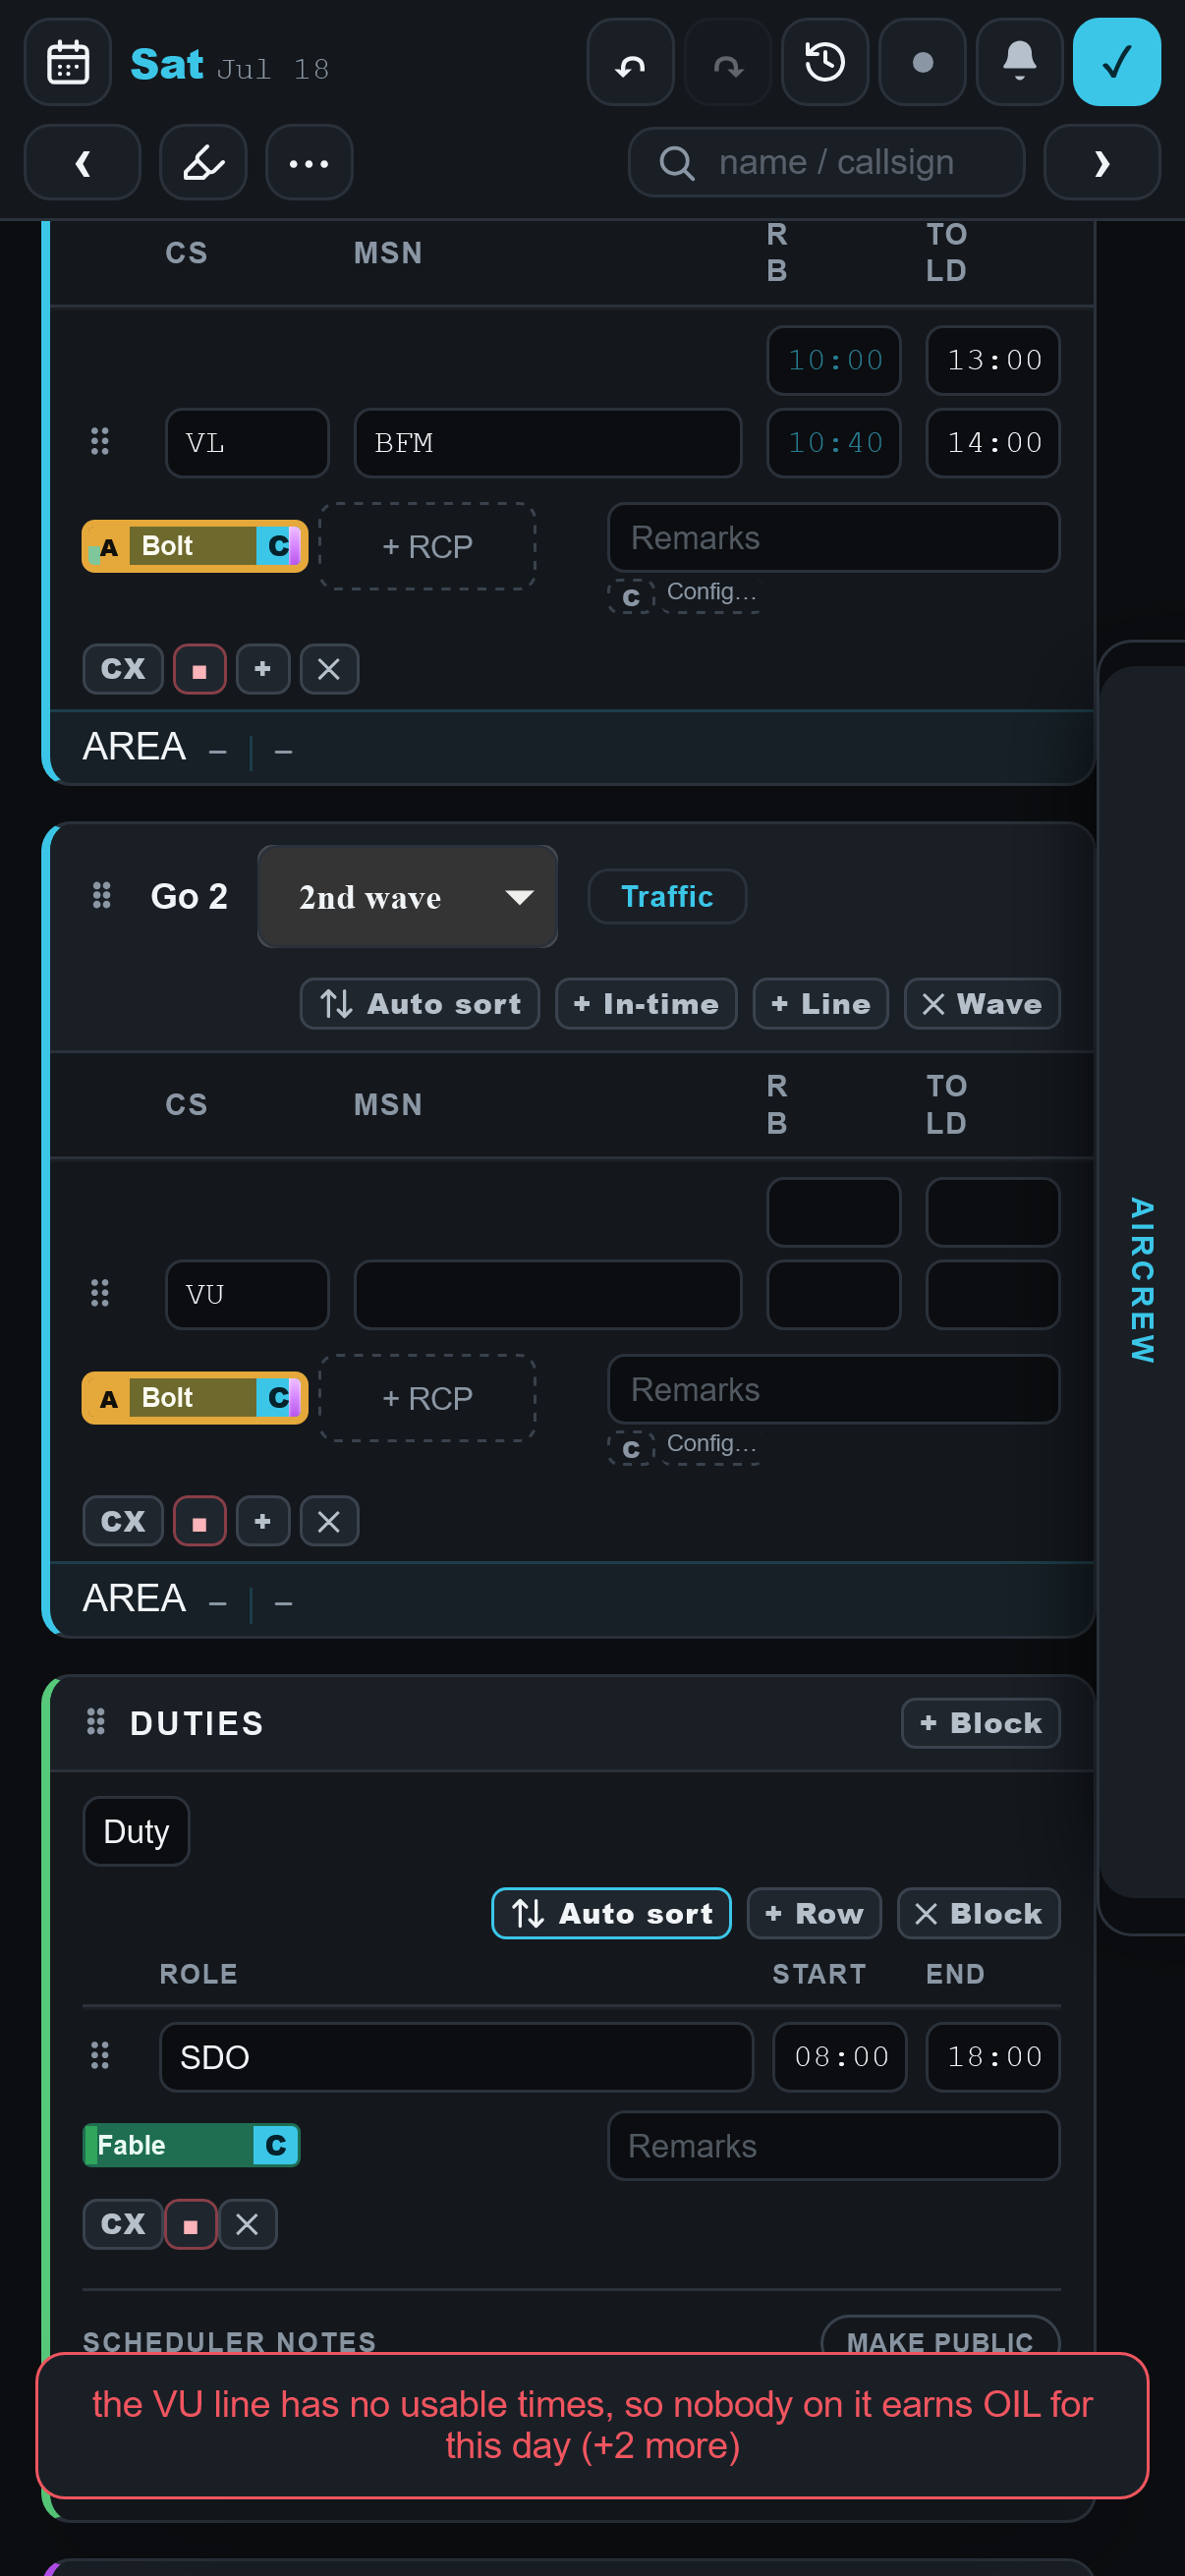 Sat Jul 18
name / callsign
CS MSN R B TO LD
10:00 13:00
VL BFM 10:40 14:00
A Bolt C + RCP Remarks
C Config...
CX + ×
AREA – | –
Go 2 2nd wave Traffic
Auto sort + In-time + Line × Wave
CS MSN R B TO LD
VU
A Bolt C + RCP Remarks
C Config...
CX + ×
AREA – | –
AIRCREW
DUTIES + Block
Duty
Auto sort + Row × Block
ROLE START END
SDO 08:00 18:00
Fable C Remarks
CX ×
SCHEDULER NOTES MAKE PUBLIC
the VU line has no usable times, so nobody on it earns OIL for
this day (+2 more)